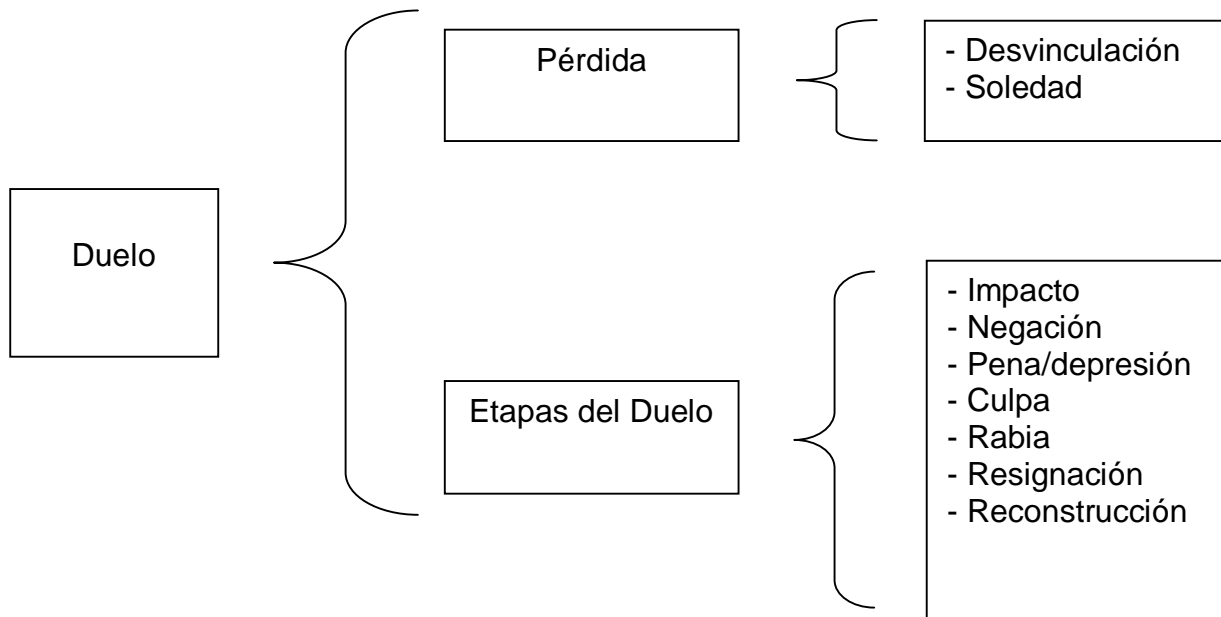 Duelo
Pérdida
- Desvinculación
- Soledad
Etapas del Duelo
- Impacto
- Negación
- Pena/depresión
- Culpa
- Rabia
- Resignación
- Reconstrucción